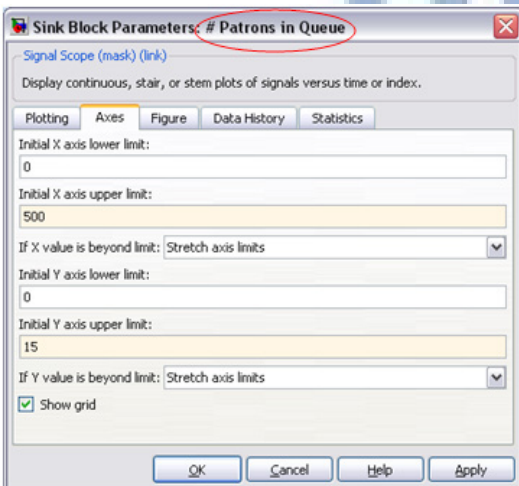 Sink Block Parameters: # Patrons in Queue
Signal Scope (mask) (link)
Display continuous, stair, or stem plots of signals versus time or index.
Plotting Axes Figure Data History Statistics
Initial X axis lower limit:
0
Initial X axis upper limit:
500
If X value is beyond limit: Stretch axis limits
Initial Y axis lower limit:
0
Initial Y axis upper limit:
15
If Y value is beyond limit: Stretch axis limits
Show grid
OK Cancel Help Apply